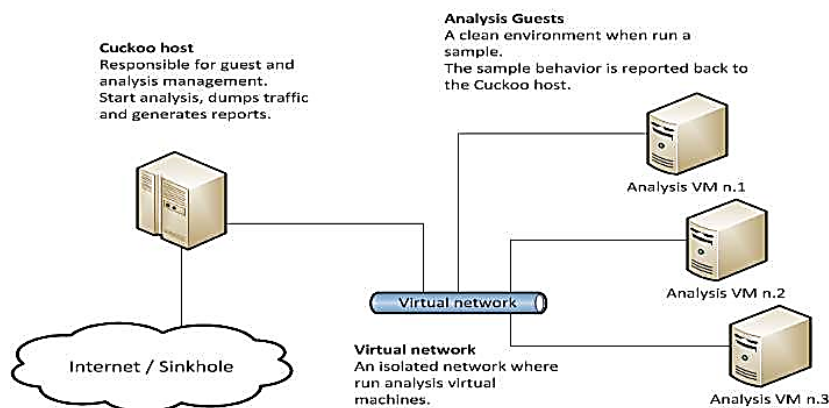 Cuckoo host
Responsible for guest and
analysis management.
Start analysis, dumps traffic
and generates reports.
Analysis Guests
A clean environment when run a
sample.
The sample behavior is reported back to
the Cuckoo host.
Analysis VM n.1
Analysis VM n.2
Analysis VM n.3
Virtual network
Internet / Sinkhole
Virtual network
An isolated network where
run analysis virtual
machines.